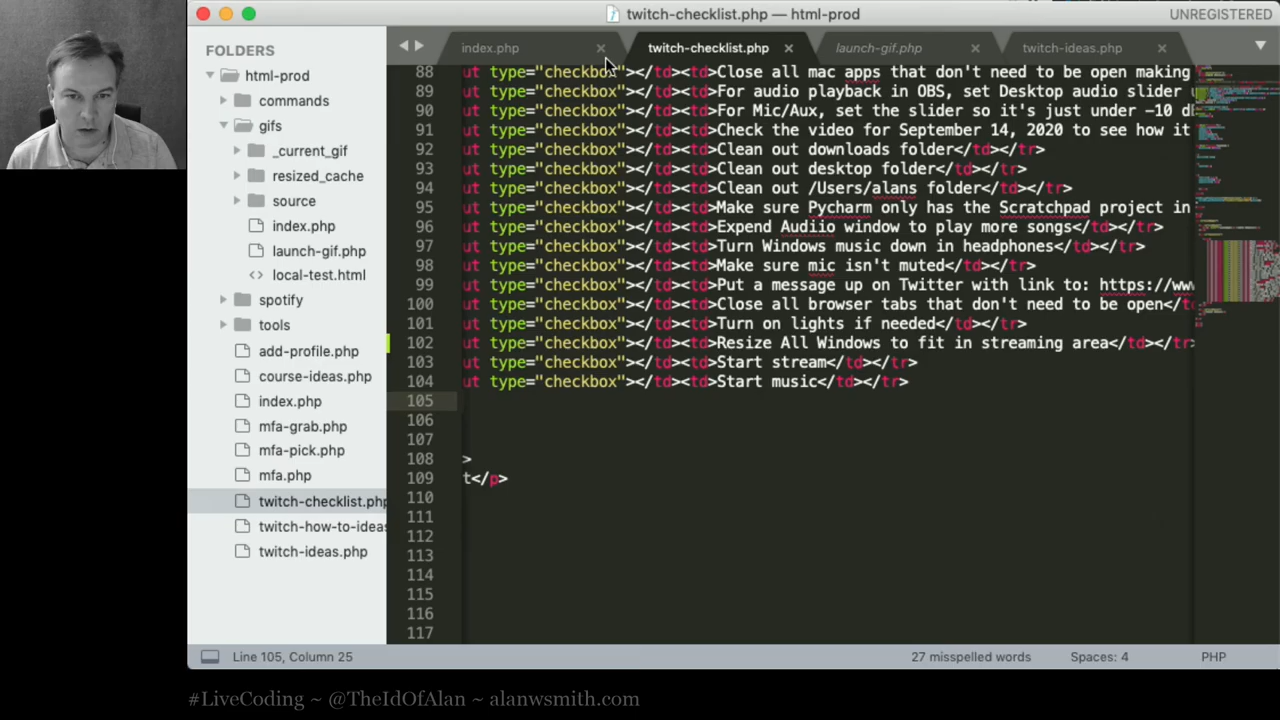 twitch-checklist.php — html-prod
UNREGISTERED
FOLDERS
html-prod
commands
gifs
_current_gif
resized_cache
source
index.php
launch-gif.php
local-test.html
spotify
tools
add-profile.php
course-ideas.php
index.php
mfa-grab.php
mfa-pick.php
mfa.php
twitch-checklist.php
twitch-how-to-ideas
twitch-ideas.php
index.php
twitch-checklist.php
launch-gif.php
twitch-ideas.php
88 ut type="checkbox"></td><td>Close all mac apps that don't need to be open making
89 ut type="checkbox"></td><td>For audio playback in OBS, set Desktop audio slider
90 ut type="checkbox"></td><td>For Mic/Aux, set the slider so it's just under -10 d
91 ut type="checkbox"></td><td>Check the video for September 14, 2020 to see how it
92 ut type="checkbox"></td><td>Clean out downloads folder</td></tr>
93 ut type="checkbox"></td><td>Clean out desktop folder</td></tr>
94 ut type="checkbox"></td><td>Clean out /Users/alans folder</td></tr>
95 ut type="checkbox"></td><td>Make sure Pycharm only has the Scratchpad project in
96 ut type="checkbox"></td><td>Expend Audiio window to play more songs</td></tr>
97 ut type="checkbox"></td><td>Turn Windows music down in headphones</td></tr>
98 ut type="checkbox"></td><td>Make sure mic isn't muted</td></tr>
99 ut type="checkbox"></td><td>Put a message up on Twitter with link to: https://ww
100 ut type="checkbox"></td><td>Close all browser tabs that don't need to be open</t
101 ut type="checkbox"></td><td>Turn on lights if needed</td></tr>
102 ut type="checkbox"></td><td>Resize All Windows to fit in streaming area</td></tr>
103 ut type="checkbox"></td><td>Start stream</td></tr>
104 ut type="checkbox"></td><td>Start music</td></tr>
105
106
107
108 >
109 t</p>
110
111
112
113
114
115
116
117
Line 105, Column 25
27 misspelled words
Spaces: 4
PHP
#LiveCoding ~ @TheIdOfAlan ~ alanwsmith.com